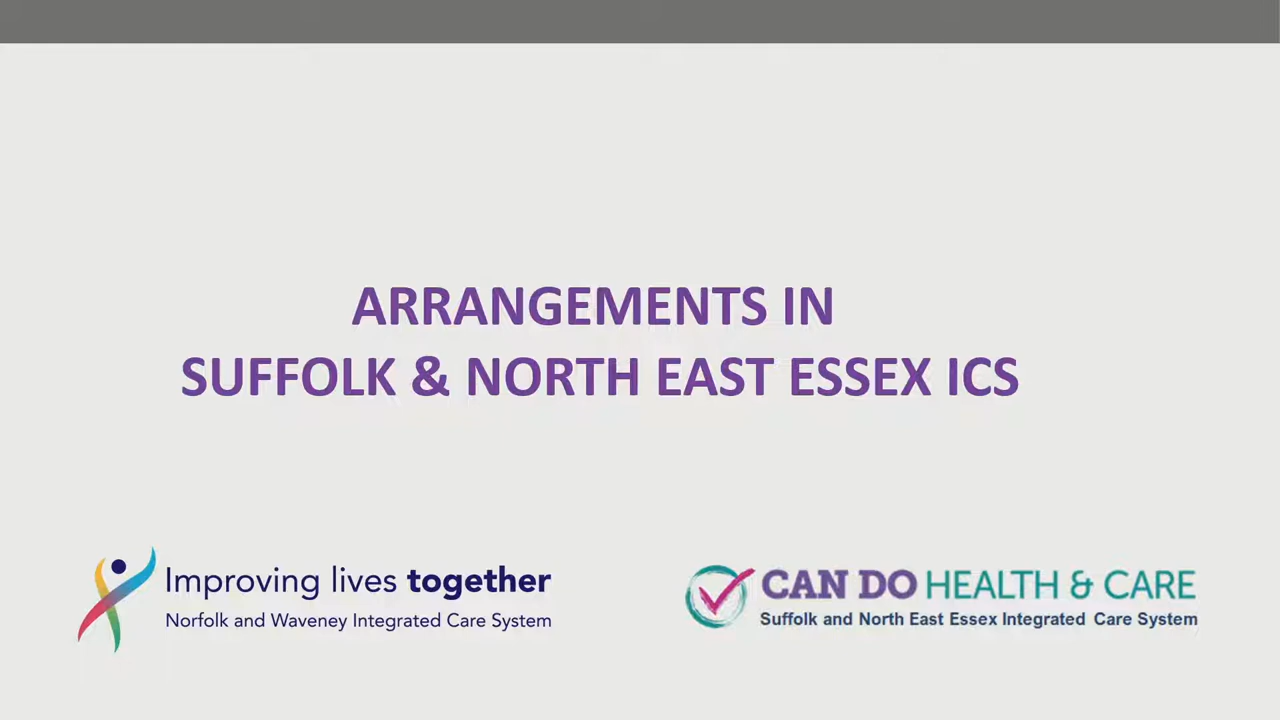 ARRANGEMENTS IN
SUFFOLK & NORTH EAST ESSEX ICS
Improving lives together
Norfolk and Waveney Integrated Care System
CAN DO HEALTH & CARE
Suffolk and North East Essex Integrated Care System